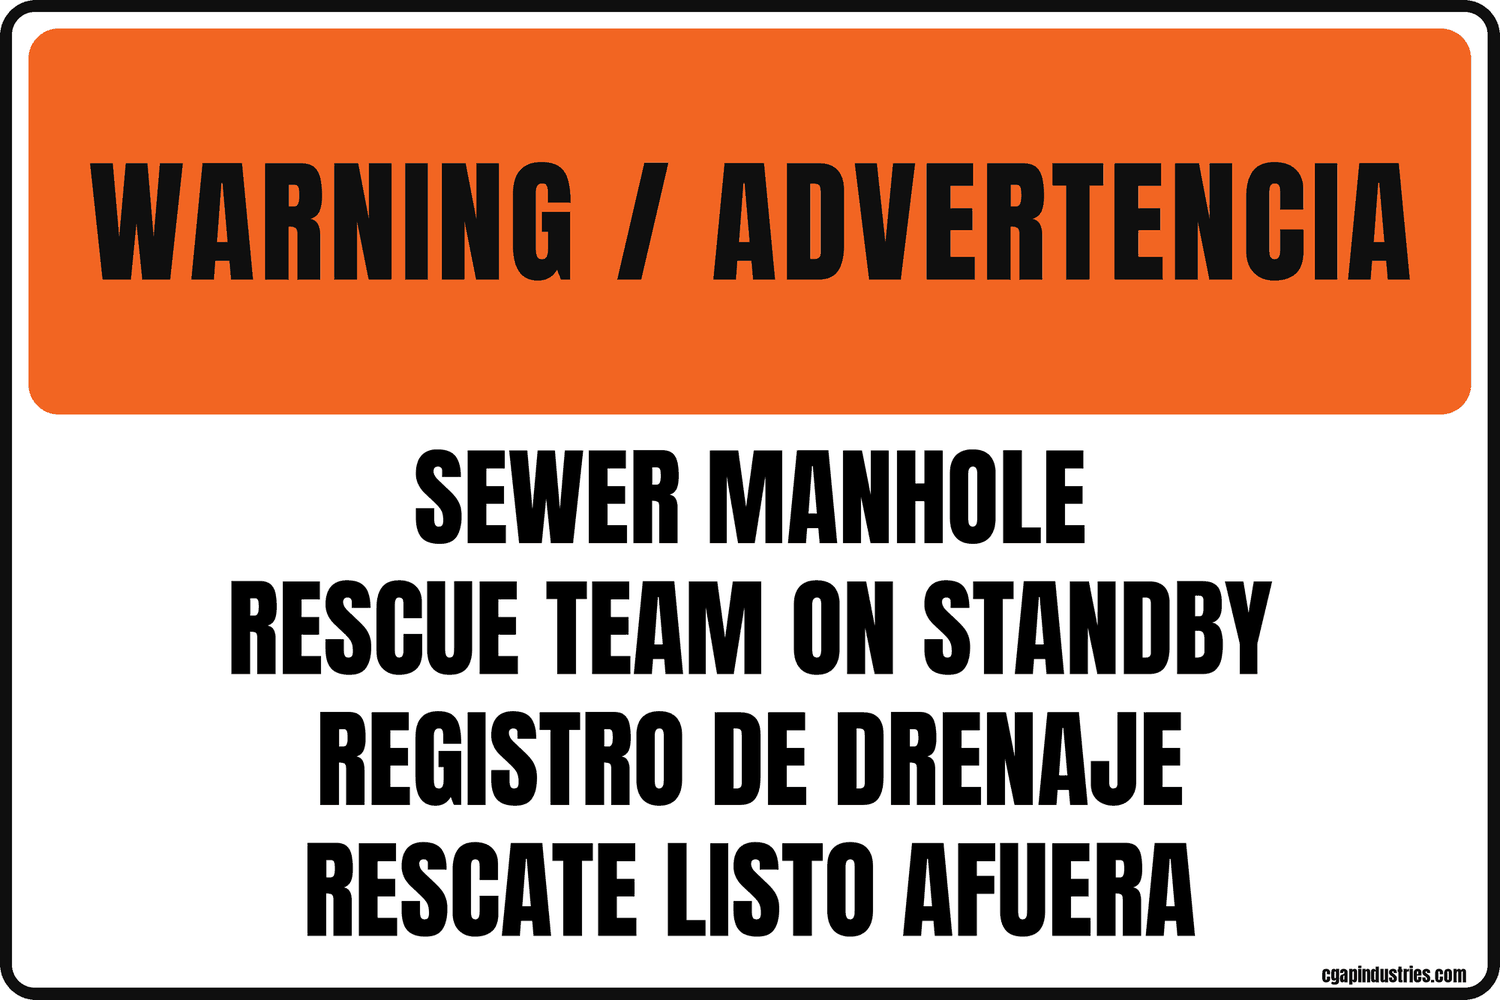 WARNING / ADVERTENCIA
SEWER MANHOLE
RESCUE TEAM ON STANDBY
REGISTRO DE DRENAJE
RESCATE LISTO AFUERA
cgapindustries.com